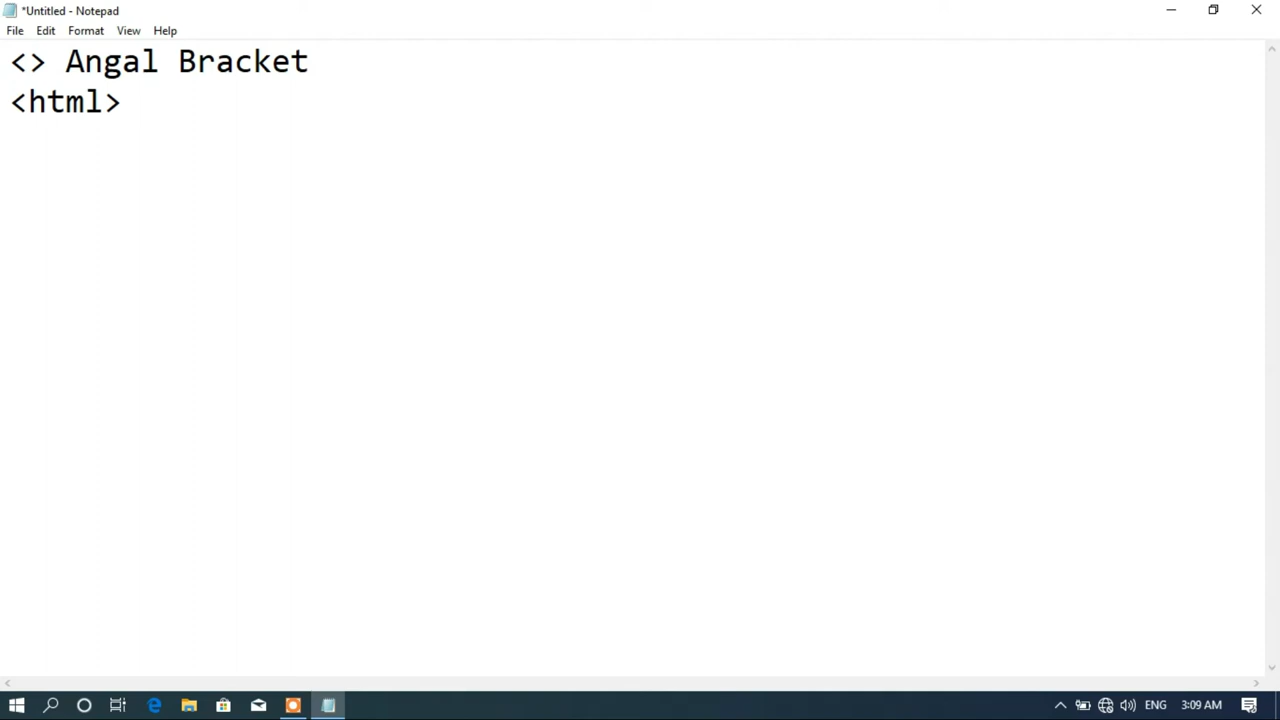 *Untitled - Notepad
File Edit Format View Help
<> Angal Bracket
<html>
ENG 3:09 AM